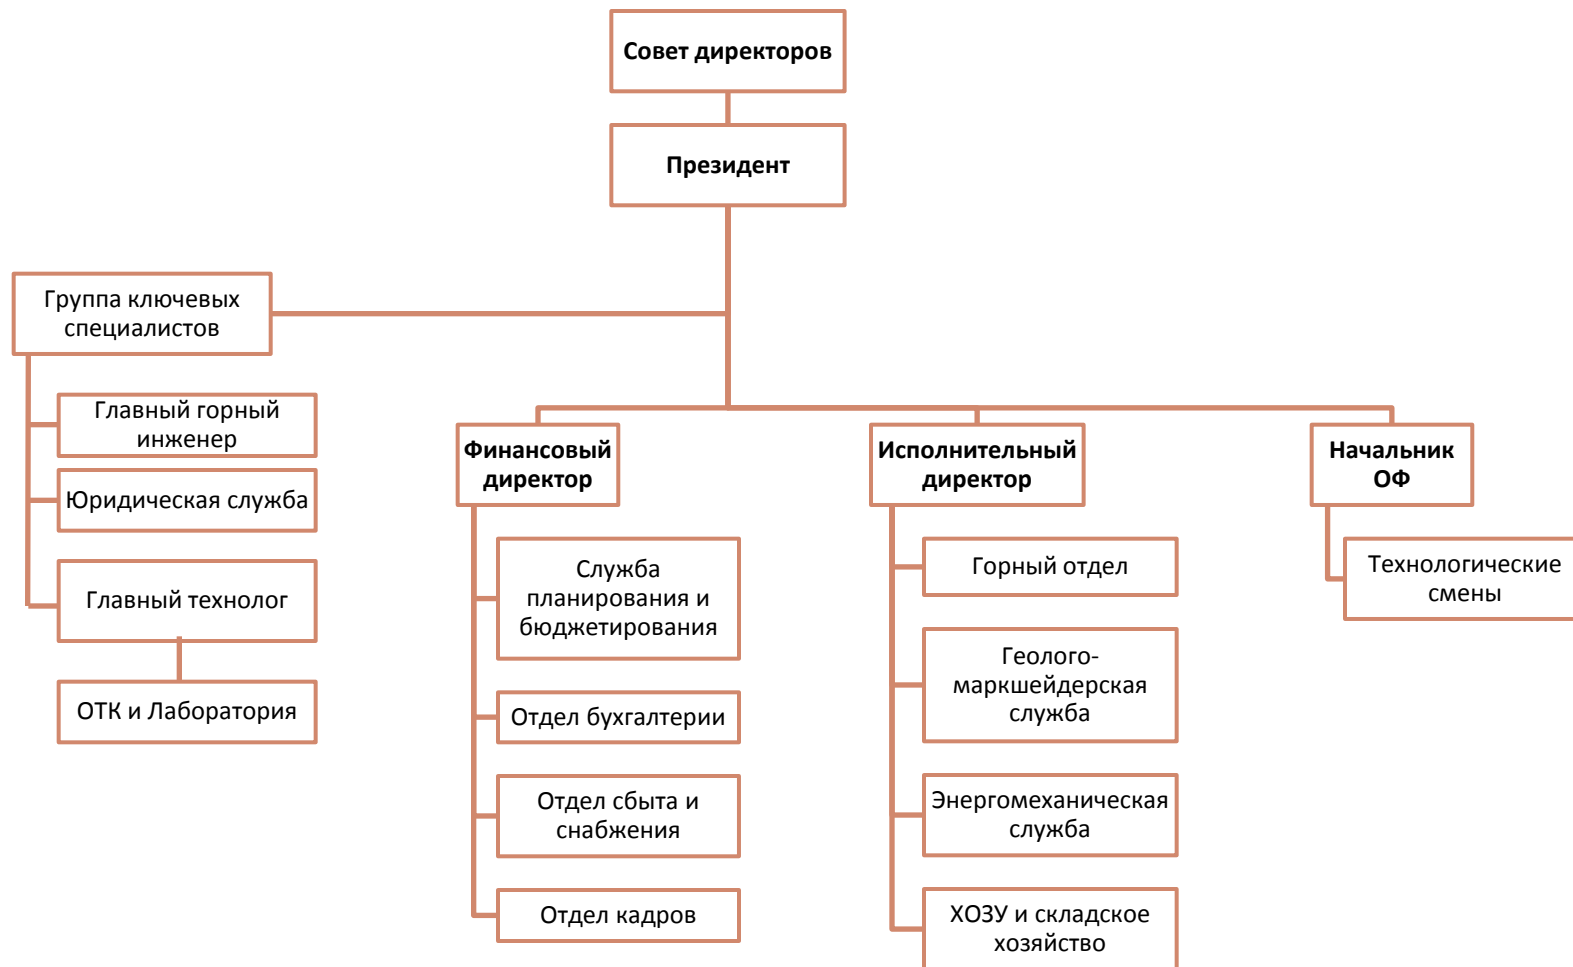 Совет директоров
Президент
Группа ключевых
специалистов
Главный горный
инженер
Юридическая служба
Главный технолог
ОТК и Лаборатория
Финансовый
директор
Служба
планирования и
бюджетирования
Отдел бухгалтерии
Отдел сбыта и
снабжения
Отдел кадров
Исполнительный
директор
Горный отдел
Геолого-
маркшейдерская
служба
Энергомеханическая
служба
ХОЗУ и складское
хозяйство
Начальник
ОФ
Технологические
смены